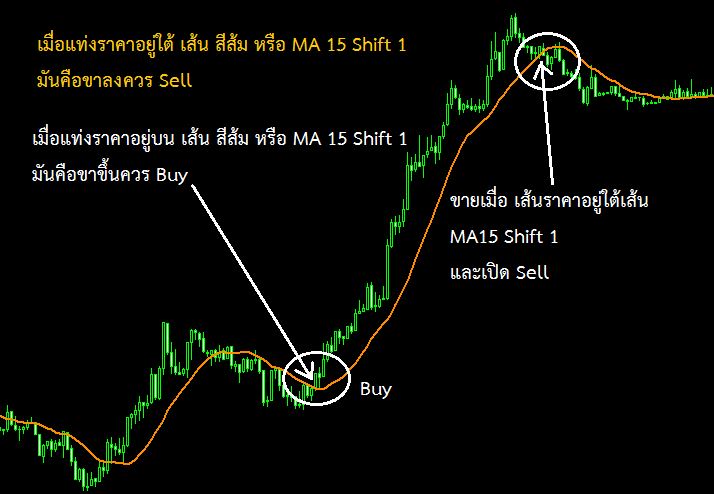 เมื่อแท่งราคาอยู่ใต้ เส้น สีส้ม หรือ MA 15 Shift 1
มันคือขาลงควร Sell
เมื่อแท่งราคาอยู่บน เส้น สีส้ม หรือ MA 15 Shift 1
มันคือขาขึ้นควร Buy
ขายเมื่อ เส้นราคาอยู่ใต้เส้น
MA15 Shift 1
และเปิด Sell
Buy